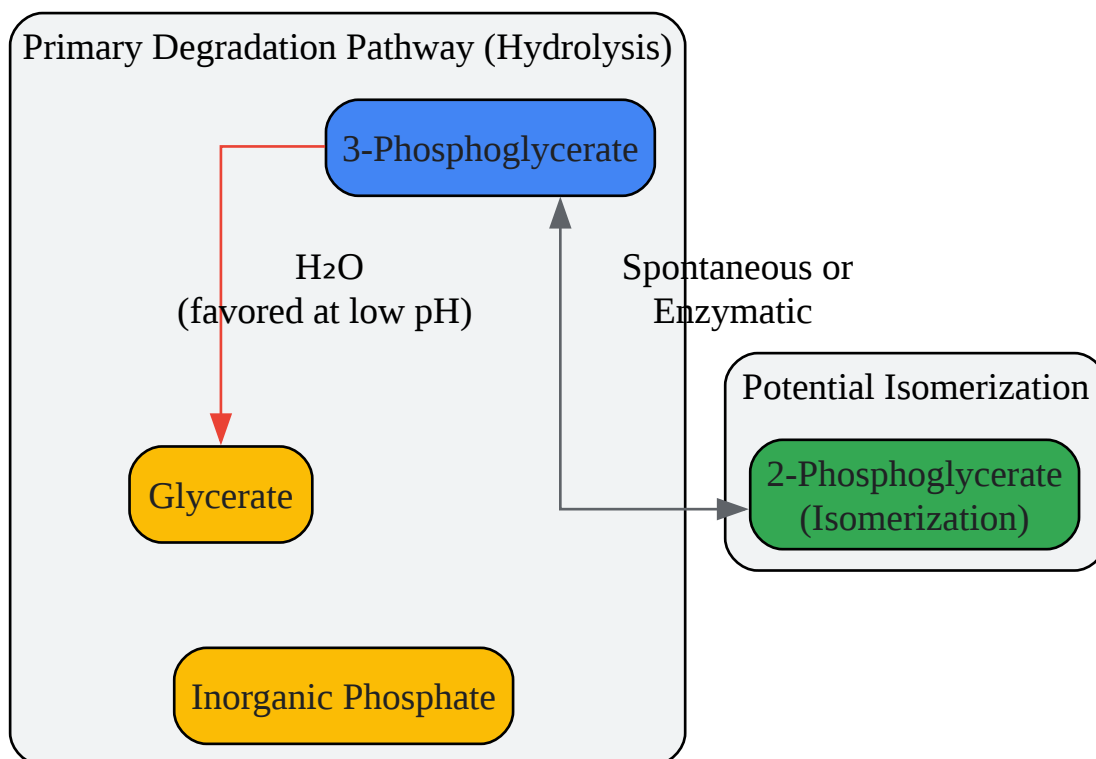 Primary Degradation Pathway (Hydrolysis)
3-Phosphoglycerate
H₂O
(favored at low pH)
Spontaneous or
Enzymatic
Potential Isomerization
Glycerate
2-Phosphoglycerate
(Isomerization)
Inorganic Phosphate